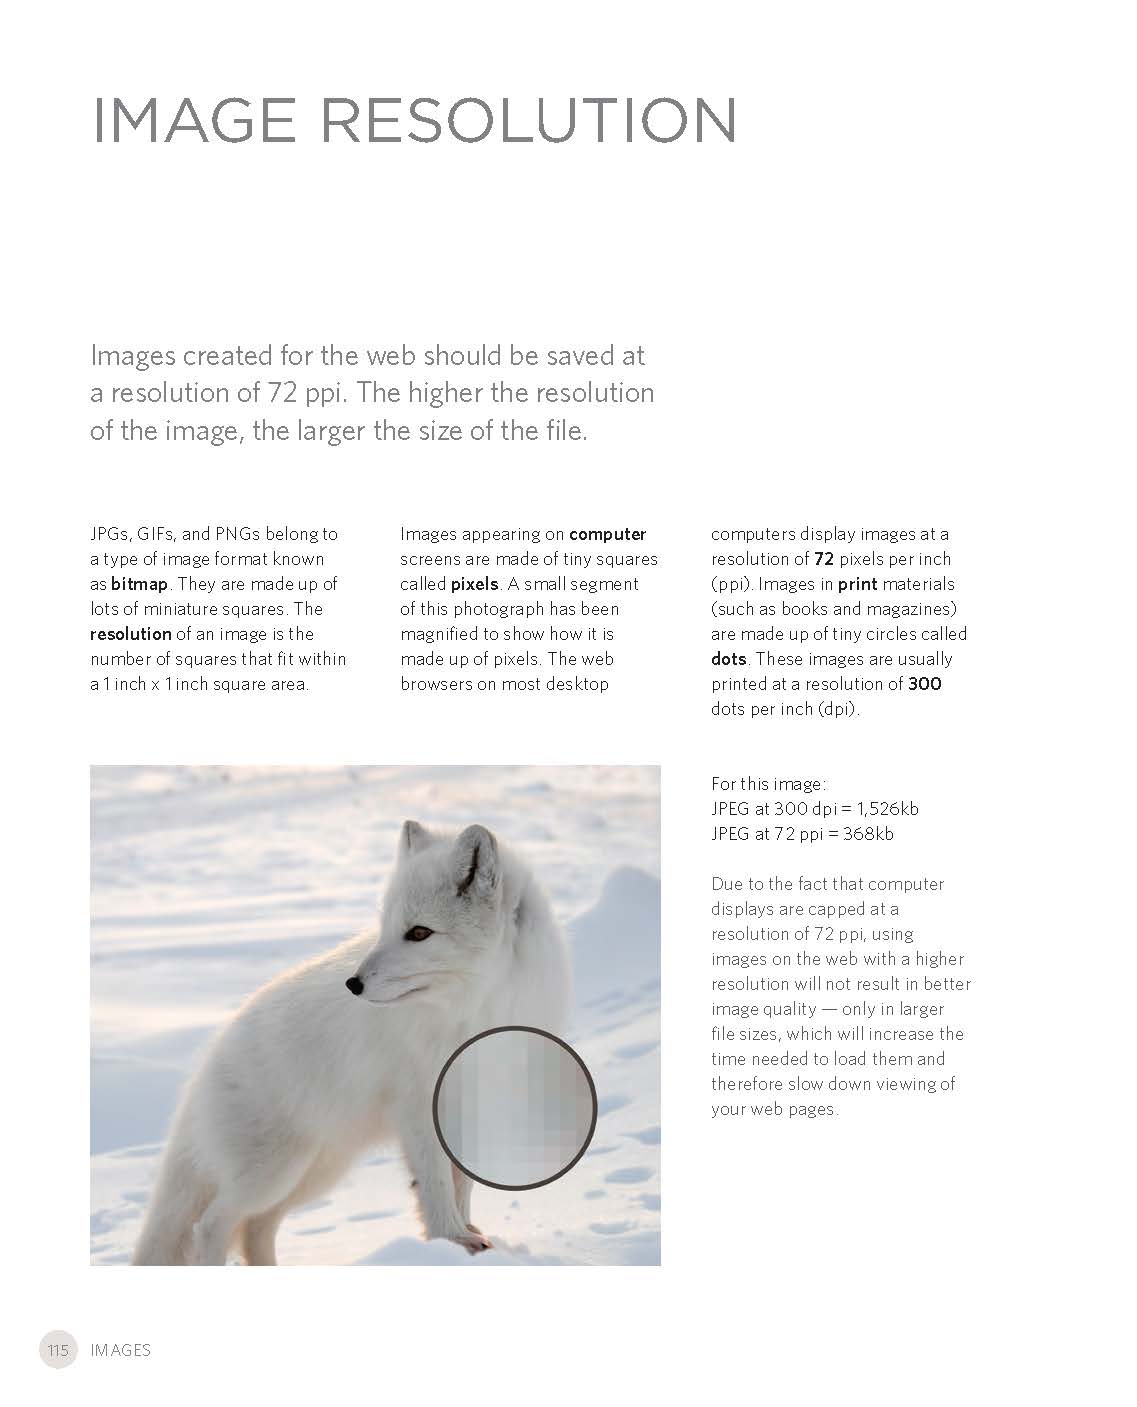 IMAGE RESOLUTION
Images created for the web should be saved at
a resolution of 72 ppi. The higher the resolution
of the image, the larger the size of the file.
JPGs, GIFs, and PNGs belong to
a type of image format known
as bitmap. They are made up of
lots of miniature squares. The
resolution of an image is the
number of squares that fit within
a 1 inch x 1 inch square area.
Images appearing on computer
screens are made of tiny squares
called pixels. A small segment
of this photograph has been
magnified to show how it is
made up of pixels. The web
browsers on most desktop
computers display images at a
resolution of 72 pixels per inch
(ppi). Images in print materials
(such as books and magazines)
are made up of tiny circles called
dots. These images are usually
printed at a resolution of 300
dots per inch (dpi).
For this image:
JPEG at 300 dpi = 1,526kb
JPEG at 72 ppi = 368kb
Due to the fact that computer
displays are capped at a
resolution of 72 ppi, using
images on the web with a higher
resolution will not result in better
image quality — only in larger
file sizes, which will increase the
time needed to load them and
therefore slow down viewing of
your web pages.
115 IMAGES